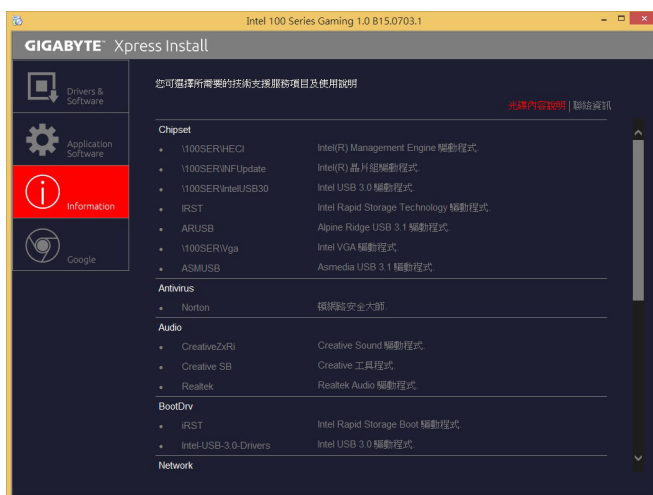 Intel 100 Series Gaming 1.0 B15.0703.1
GIGABYTE™ Xpress Install
Drivers & Software
Application Software
Information
Google
您可選擇所需要的技術支援服務項目及使用說明
光碟內容說明 | 聯絡資訊
Chipset
\100SER\HECI Intel(R) Management Engine 驅動程式.
\100SER\INFUpdate Intel(R) 晶片組驅動程式.
\100SER\IntelUSB30 Intel USB 3.0 驅動程式.
IRST Intel Rapid Storage Technology 驅動程式.
ARUSB Alpine Ridge USB 3.1 驅動程式.
\100SER\Vga Intel VGA 驅動程式.
ASMUSB Asmedia USB 3.1 驅動程式.
Antivirus
Norton 頓網路安全大師.
Audio
CreativeZxRi Creative Sound 驅動程式.
Creative SB Creative 工具程式.
Realtek Realtek Audio 驅動程式.
BootDrv
iRST Intel Rapid Storage Boot 驅動程式.
Intel-USB-3.0-Drivers Intel USB 3.0 驅動程式.
Network